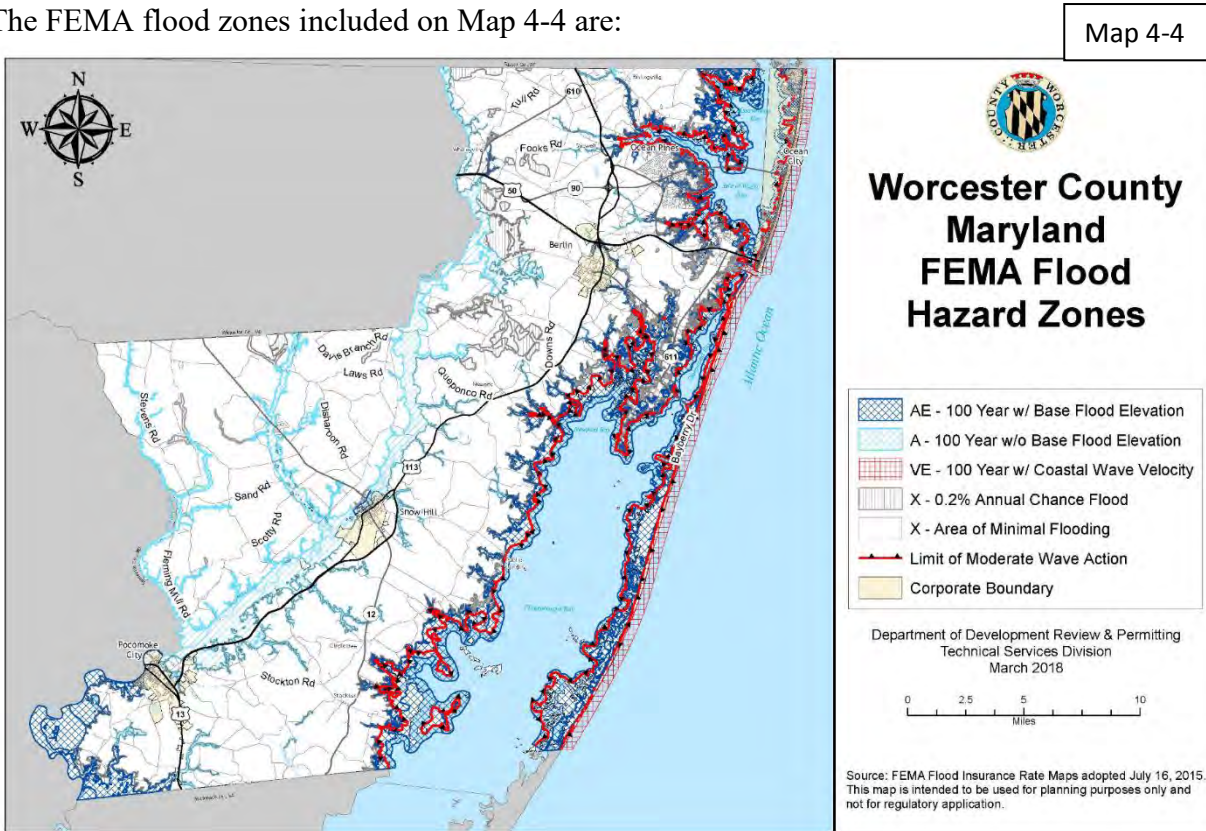 The FEMA flood zones included on Map 4-4 are:
Map 4-4
N
W
E
S
COUNTY WORCESTER
Worcester County
Maryland
FEMA Flood
Hazard Zones
AE - 100 Year w/ Base Flood Elevation
A - 100 Year w/o Base Flood Elevation
VE - 100 Year w/ Coastal Wave Velocity
X - 0.2% Annual Chance Flood
X - Area of Minimal Flooding
Limit of Moderate Wave Action
Corporate Boundary
Department of Development Review & Permitting
Technical Services Division
March 2018
0 2.5 5 10
Miles
Source: FEMA Flood Insurance Rate Maps adopted July 16, 2015.
This map is intended to be used for planning purposes only and
not for regulatory application.
Tull Rd
610
Fooks Rd
Ocean Pines
Ocean
City
50
90
Berlin
Atlantic Ocean
611
Downs Rd
Davis Branch Rd
Laws Rd
Queponco Rd
Newark
Stevens Rd
Disharoon Rd
Bayberry Dr
113
Sand Rd
Scotty Rd
Snow Hill
Fleming Mill Rd
12
Pocomoke
City
Stockton Rd
Stockton
13